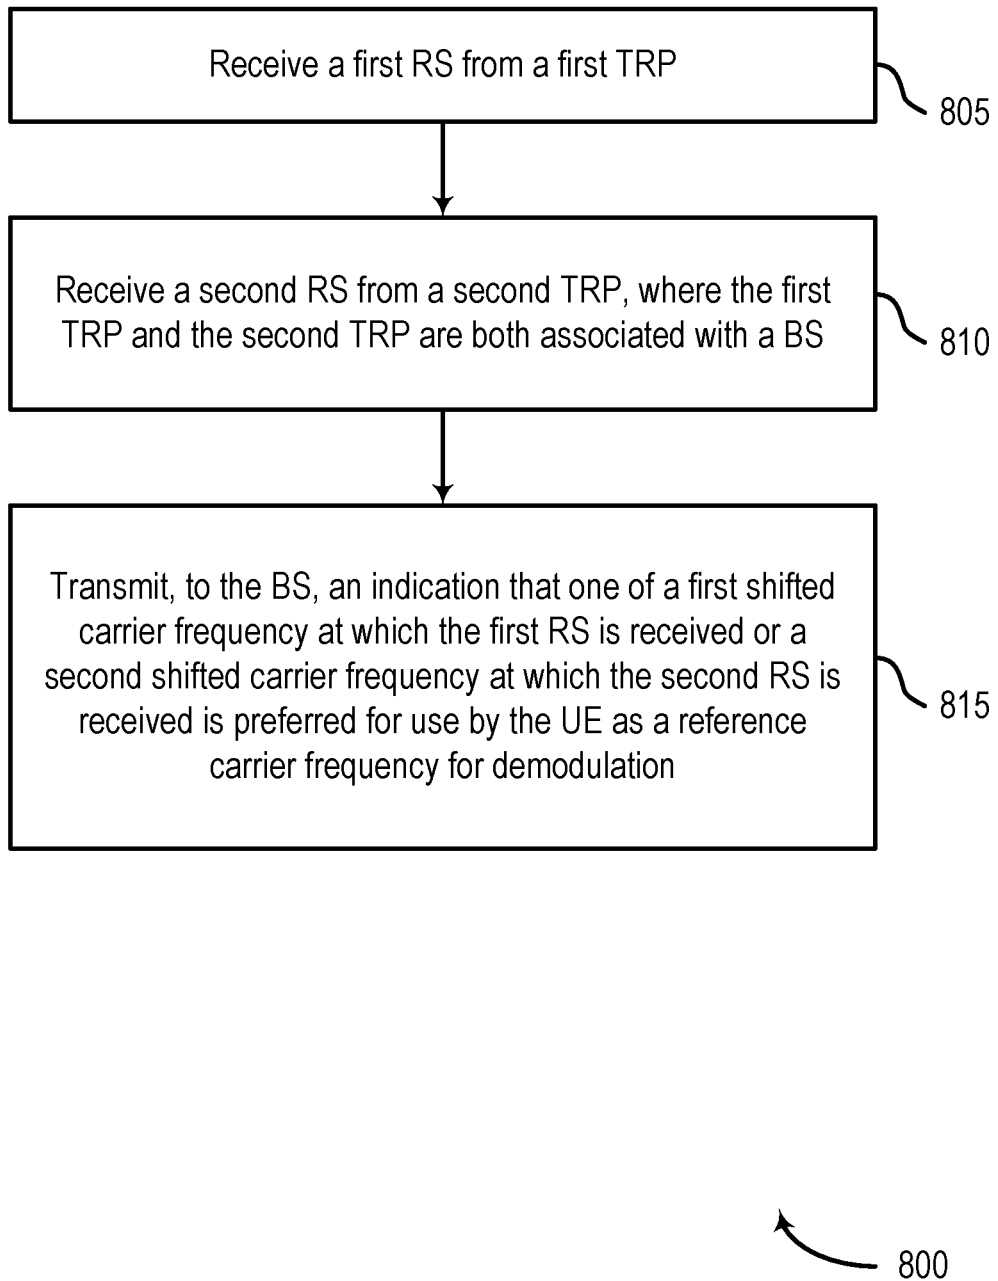 Receive a first RS from a first TRP
805
Receive a second RS from a second TRP, where the first
TRP and the second TRP are both associated with a BS
810
Transmit, to the BS, an indication that one of a first shifted
carrier frequency at which the first RS is received or a
second shifted carrier frequency at which the second RS is
received is preferred for use by the UE as a reference
carrier frequency for demodulation
815
800